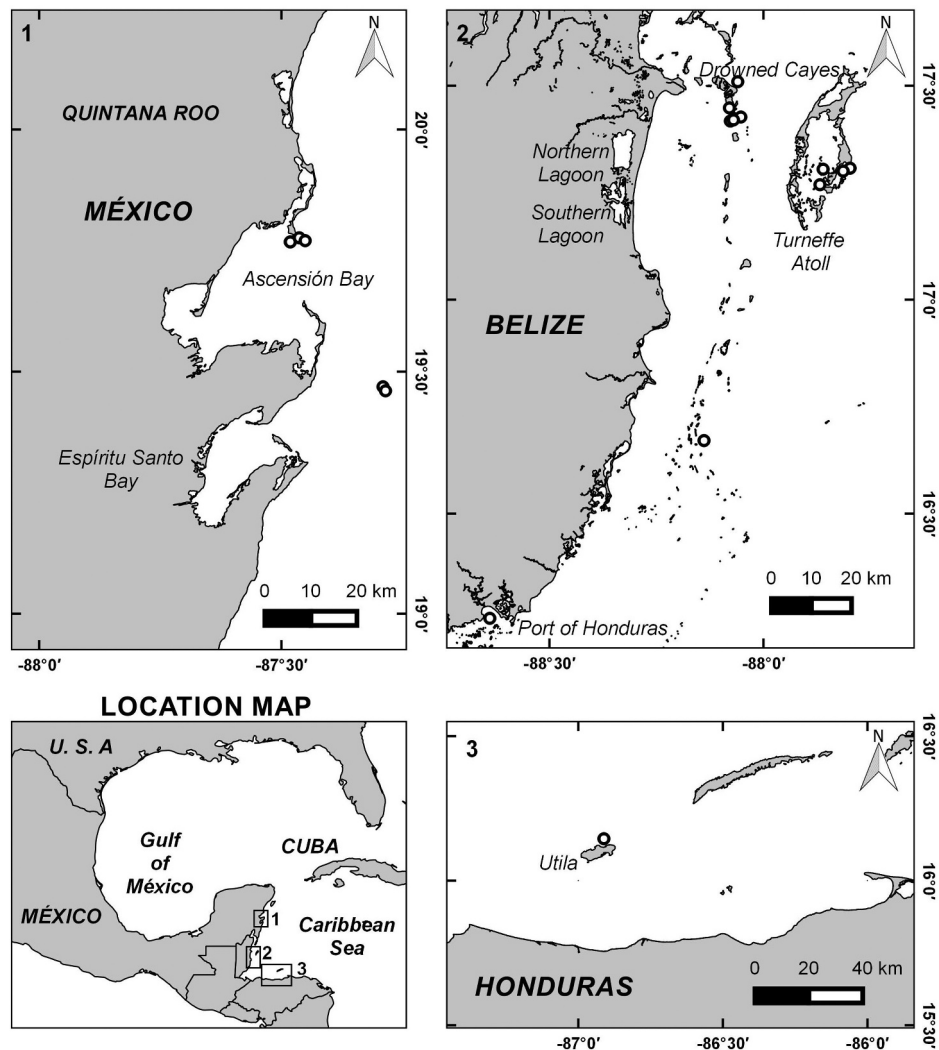 1
N
QUINTANA ROO
MÉXICO
Ascensión Bay
Espíritu Santo
Bay
0 10 20 km
20°0′
19°30′
19°0′
-88°0′
-87°30′
2
N
Drowned Cayes
Northern
Lagoon
Southern
Lagoon
Turneffe
Atoll
BELIZE
Port of Honduras
0 10 20 km
17°30′
17°0′
16°30′
-88°30′
-88°0′
LOCATION MAP
U. S. A
Gulf
of
México
CUBA
MÉXICO
Caribbean
Sea
1
2
3
3
N
Utila
HONDURAS
0 20 40 km
16°30′
16°0′
15°30′
-87°0′
-86°30′
-86°0′